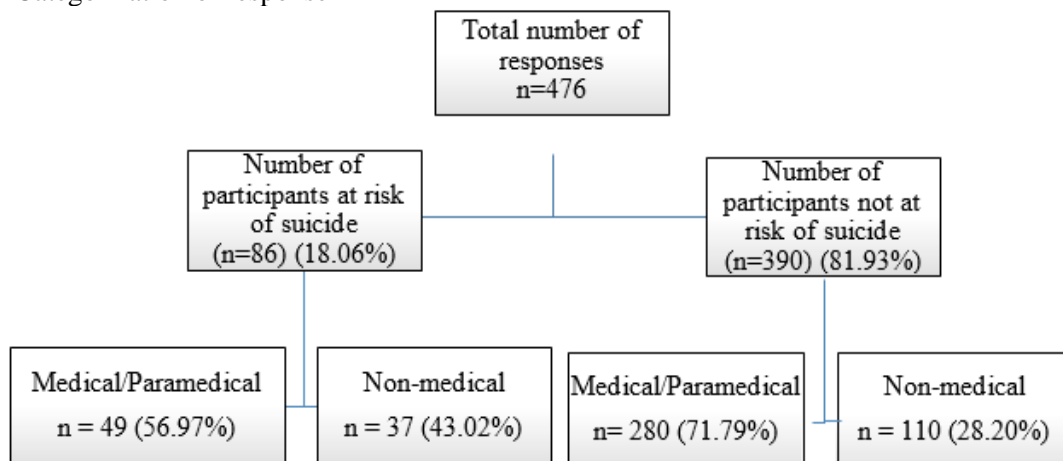 Total number of
responses
n=476
Number of
participants at risk
of suicide
(n=86) (18.06%)
Number of
participants not at
risk of suicide
(n=390) (81.93%)
Medical/Paramedical
n = 49 (56.97%)
Non-medical
n = 37 (43.02%)
Medical/Paramedical
n= 280 (71.79%)
Non-medical
n = 110 (28.20%)